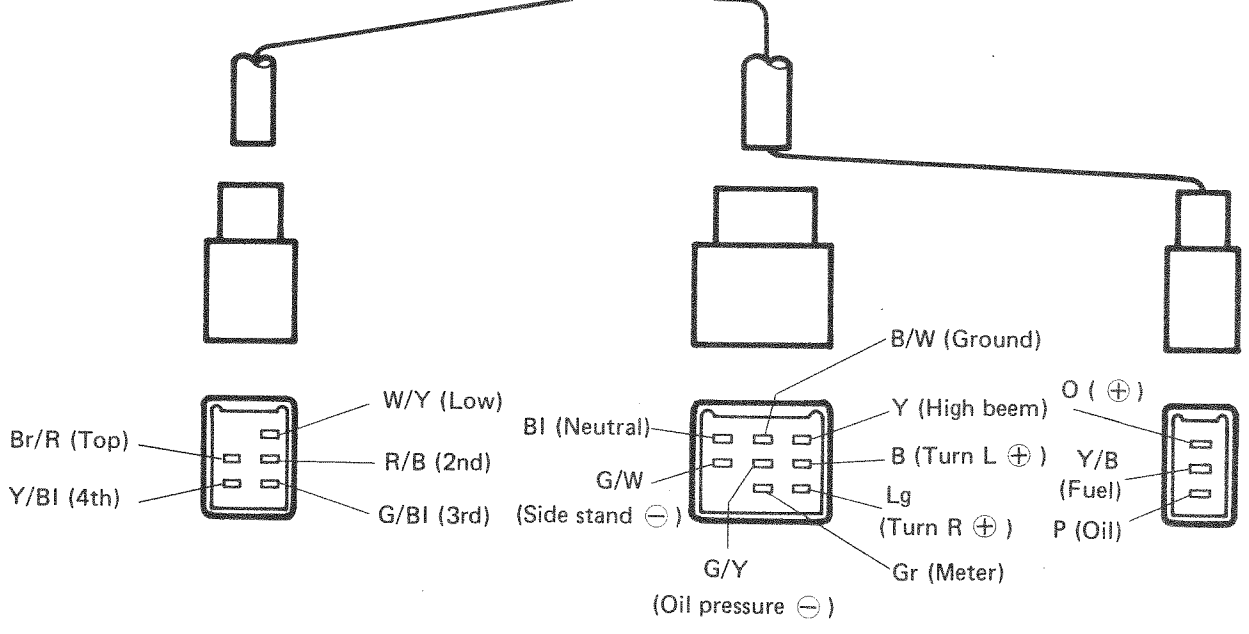 W/Y (Low)
Br/R (Top)
R/B (2nd)
Y/Bl (4th)
G/Bl (3rd)
B/W (Ground)
Bl (Neutral)
Y (High beem)
G/W
(Side stand ⊖)
B (Turn L ⊕)
Lg
(Turn R ⊕)
G/Y
(Oil pressure ⊖)
Gr (Meter)
O (⊕)
Y/B
(Fuel)
P (Oil)